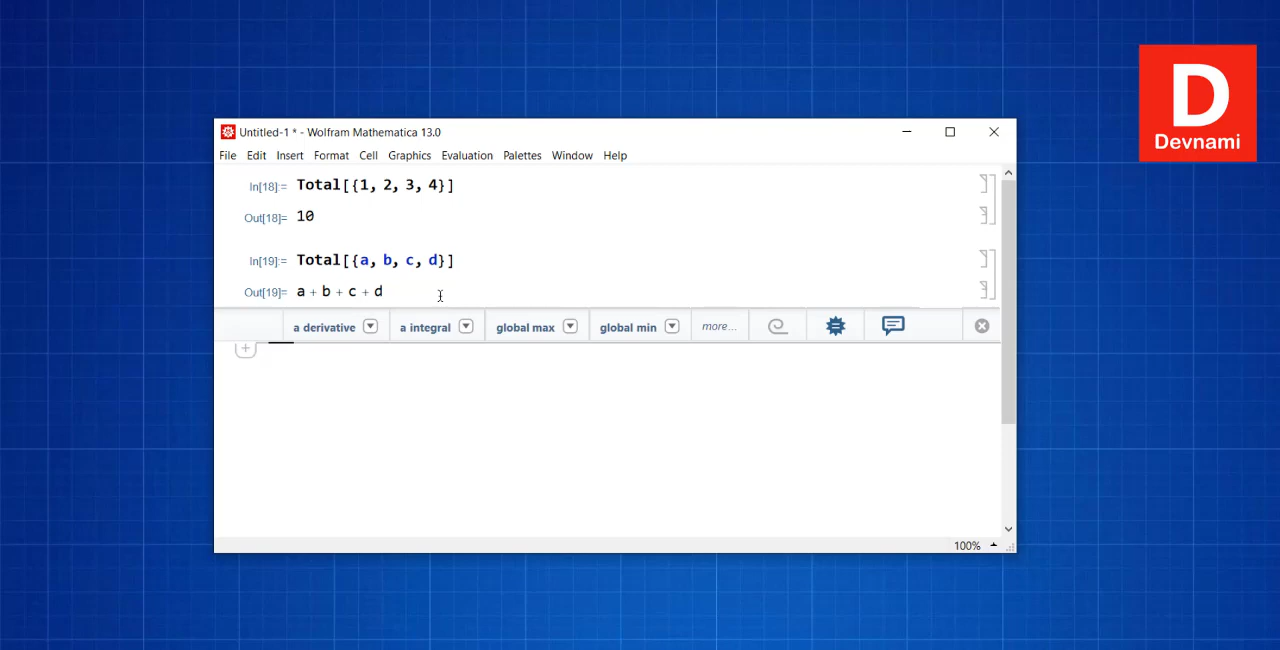 D
Devnami
Untitled-1 * - Wolfram Mathematica 13.0
File Edit Insert Format Cell Graphics Evaluation Palettes Window Help
In[18]:= Total[{1, 2, 3, 4}]
Out[18]= 10
In[19]:= Total[{a, b, c, d}]
Out[19]= a + b + c + d
a derivative a integral global max global min more...
100%